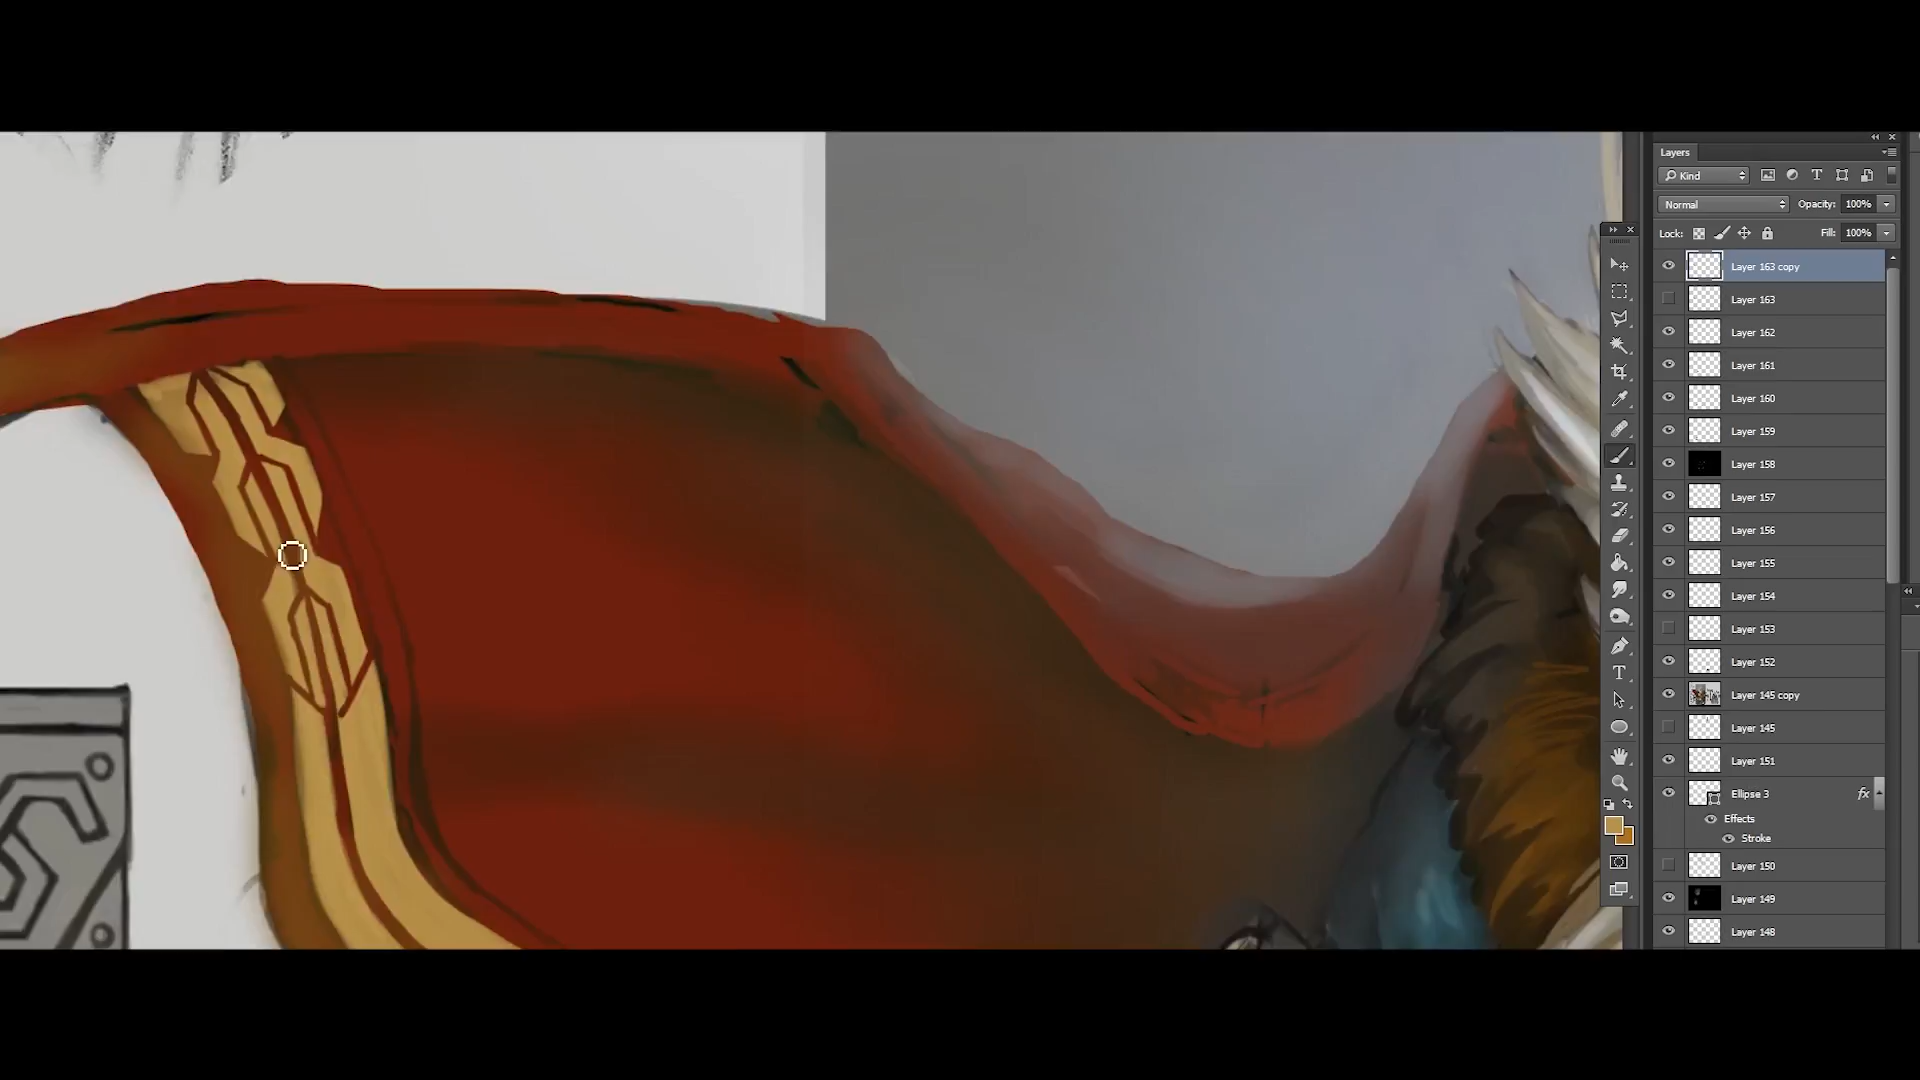 Layers
Kind
Normal Opacity: 100%
Lock: Fill: 100%
Layer 163 copy
Layer 163
Layer 162
Layer 161
Layer 160
Layer 159
Layer 158
Layer 157
Layer 156
Layer 155
Layer 154
Layer 153
Layer 152
Layer 145 copy
Layer 145
Layer 151
Ellipse 3 fx
Effects
Stroke
Layer 150
Layer 149
Layer 148